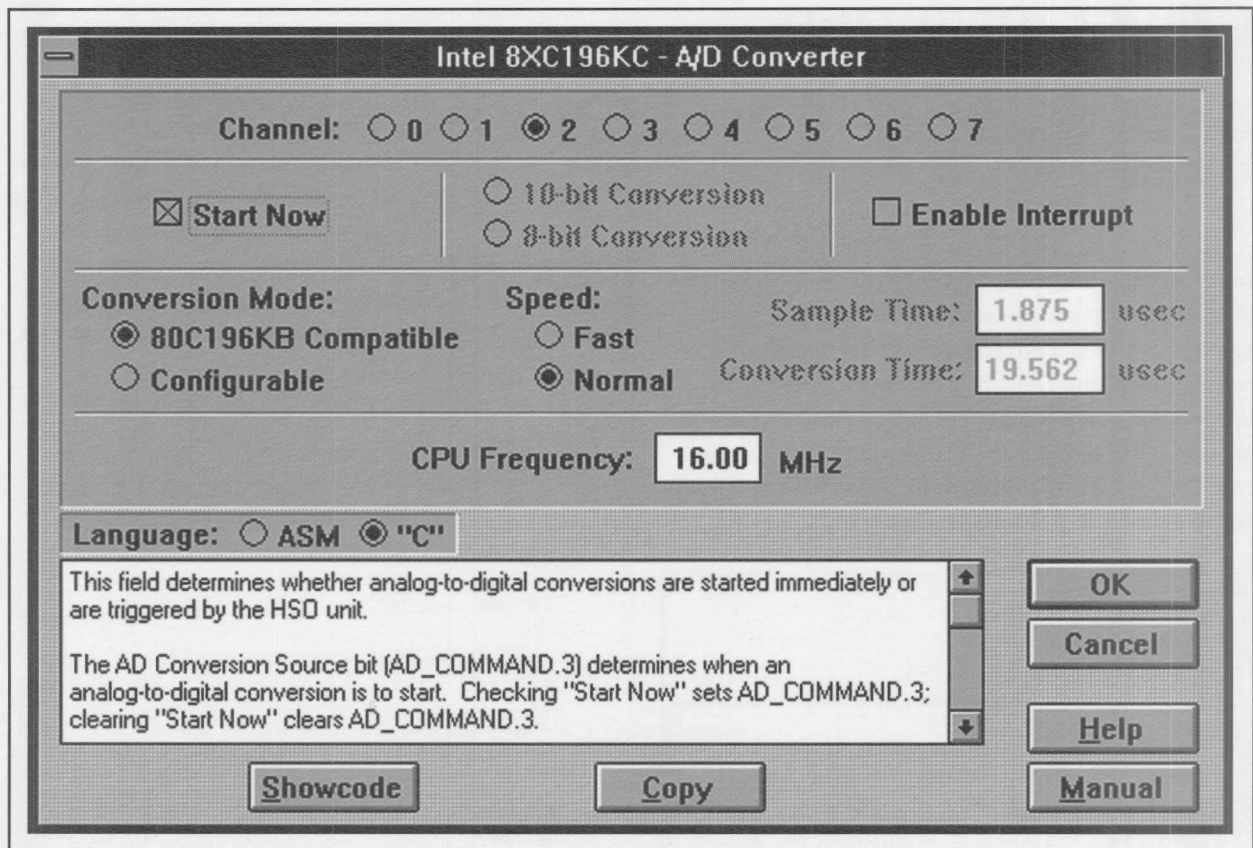 Intel 8XC196KC - A/D Converter
Channel: 0 1 2 3 4 5 6 7
Start Now
10-bit Conversion
8-bit Conversion
Enable Interrupt
Conversion Mode:
80C196KB Compatible
Configurable
Speed:
Fast
Normal
Sample Time: 1.875 usec
Conversion Time: 19.562 usec
CPU Frequency: 16.00 MHz
Language: ASM "C"
This field determines whether analog-to-digital conversions are started immediately or
are triggered by the HSO unit.
The AD Conversion Source bit (AD_COMMAND.3) determines when an
analog-to-digital conversion is to start. Checking "Start Now" sets AD_COMMAND.3;
clearing "Start Now" clears AD_COMMAND.3.
OK
Cancel
Help
Manual
Showcode
Copy